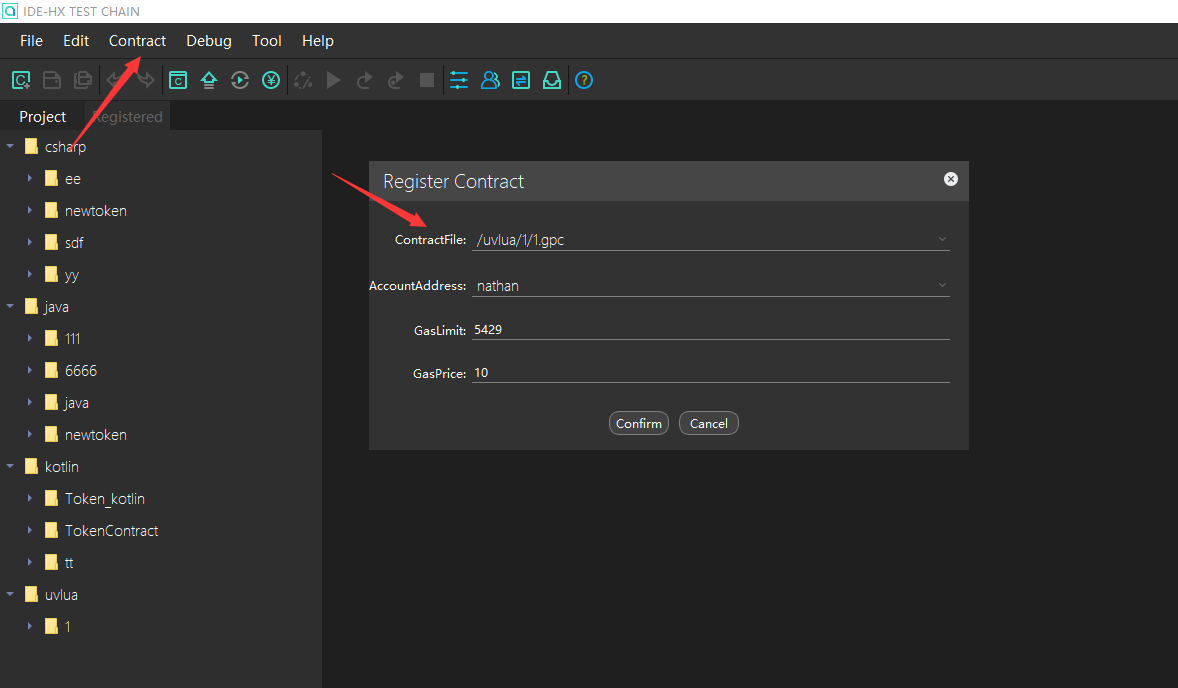 IDE-HX TEST CHAIN
File Edit Contract Debug Tool Help
Project Registered
csharp
ee
newtoken
sdf
yy
java
111
6666
java
newtoken
kotlin
Token_kotlin
TokenContract
tt
uvlua
1
Register Contract
ContractFile: /uvlua/1/1.gpc
AccountAddress: nathan
GasLimit: 5429
GasPrice: 10
Confirm Cancel